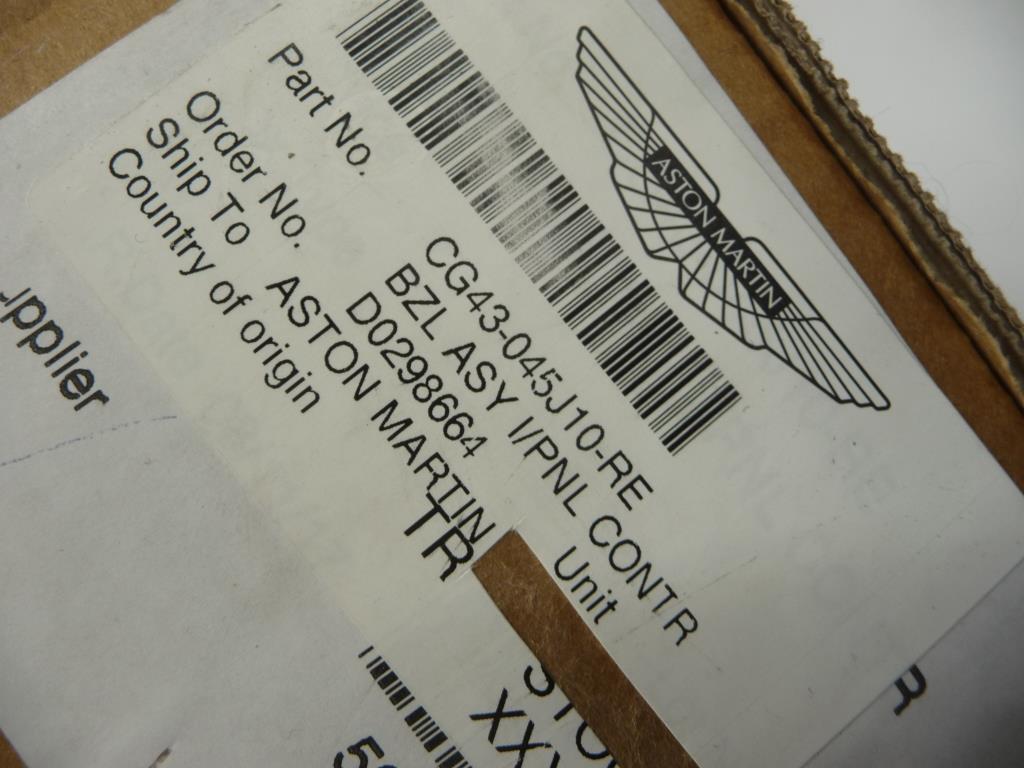 ASTON MARTIN
Part No. CG43-045J10-RE
BZL ASY I/PNL CONTR
Order No. D0298664 Unit
Ship To ASTON MARTIN
Country of origin TR
XXX